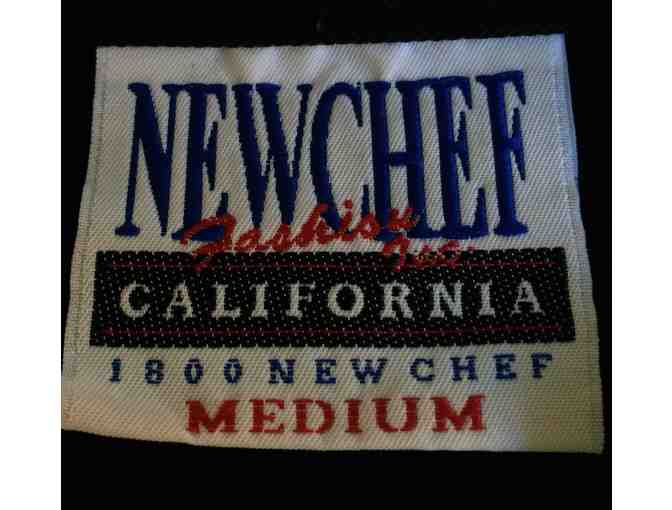 NEWCHEF
Fashion Inc.
CALIFORNIA
1800 NEW CHEF
MEDIUM